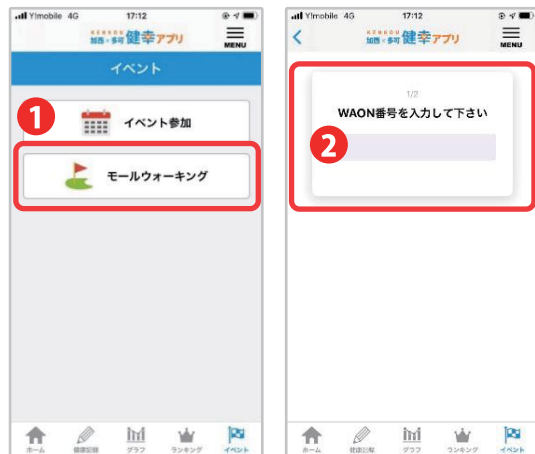 Y!mobile 4G 17:12
KENKOU
加西・多可 健幸アプリ
MENU
イベント
1
イベント参加
モールウォーキング
ホーム
健康記録
グラフ
ランキング
イベント
Y!mobile 4G 17:12
KENKOU
加西・多可 健幸アプリ
MENU
1/2
WAON番号を入力して下さい
2
ホーム
健康記録
グラフ
ランキング
イベント